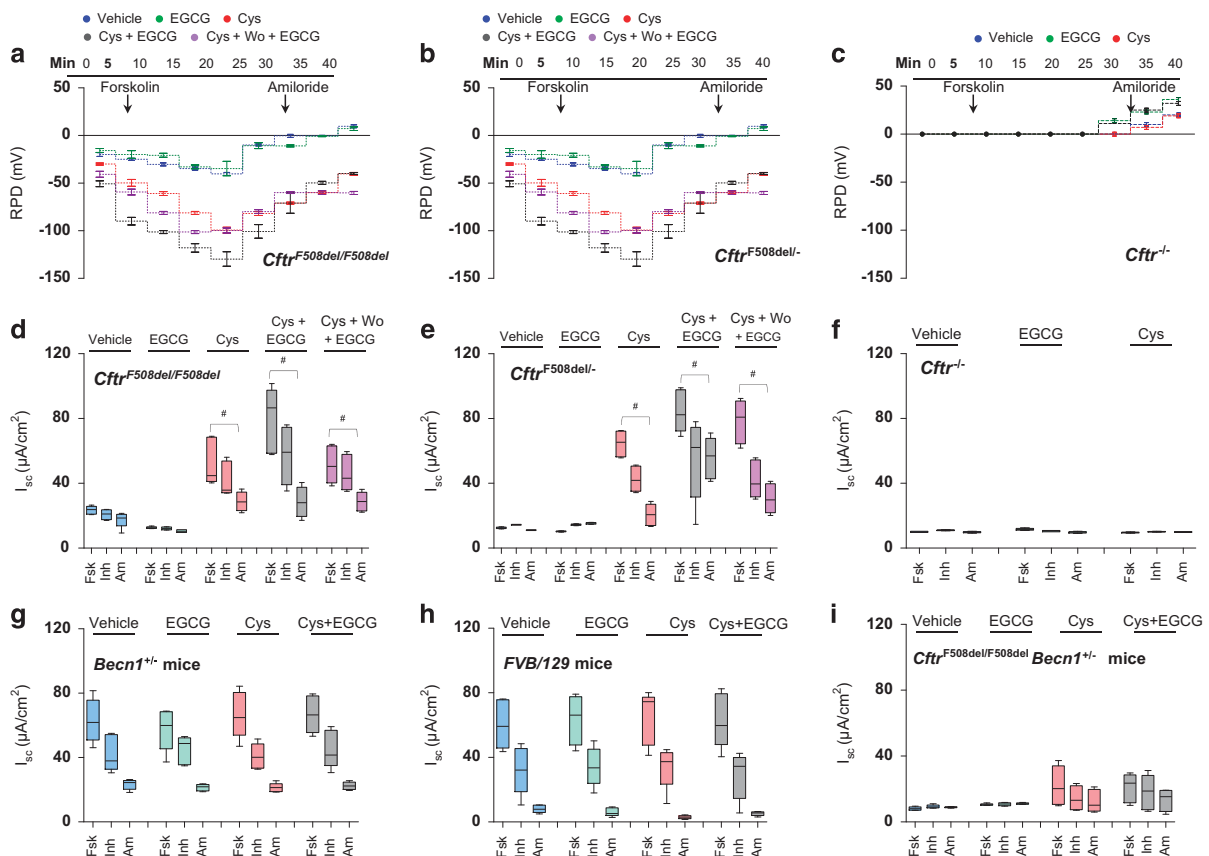 Vehicle EGCG Cys
Cys + EGCG Cys + Wo + EGCG
a
Min 0 5 10 15 20 25 30 35 40
Forskolin Amiloride
50
0
-50
-100
-150
RPD (mV)
Cftr^F508del/F508del
Vehicle EGCG Cys
Cys + EGCG Cys + Wo + EGCG
b
Min 0 5 10 15 20 25 30 35 40
Forskolin Amiloride
50
0
-50
-100
-150
RPD (mV)
Cftr^F508del/-
Vehicle EGCG Cys
c
Min 0 5 10 15 20 25 30 35 40
Forskolin Amiloride
50
0
-50
-100
-150
RPD (mV)
Cftr^-/-
d
Vehicle EGCG Cys Cys + EGCG Cys + Wo + EGCG
Cftr^F508del/F508del
# # #
120
80
40
0
Isc (µA/cm²)
Fsk Inh Am Fsk Inh Am Fsk Inh Am Fsk Inh Am Fsk Inh Am
e
Vehicle EGCG Cys Cys + EGCG Cys + Wo + EGCG
Cftr^F508del/-
# # #
120
80
40
0
Isc (µA/cm²)
Fsk Inh Am Fsk Inh Am Fsk Inh Am Fsk Inh Am Fsk Inh Am
f
Vehicle EGCG Cys
Cftr^-/-
120
80
40
0
Isc (µA/cm²)
Fsk Inh Am Fsk Inh Am Fsk Inh Am
g
Vehicle EGCG Cys Cys+EGCG
Becn1^+/- mice
120
80
40
0
Isc (µA/cm²)
Fsk Inh Am Fsk Inh Am Fsk Inh Am Fsk Inh Am
h
Vehicle EGCG Cys Cys+EGCG
FVB/129 mice
120
80
40
0
Isc (µA/cm²)
Fsk Inh Am Fsk Inh Am Fsk Inh Am Fsk Inh Am
i
Vehicle EGCG Cys Cys+EGCG
Cftr^F508del/F508del Becn1^+/- mice
120
80
40
0
Isc (µA/cm²)
Fsk Inh Am Fsk Inh Am Fsk Inh Am Fsk Inh Am